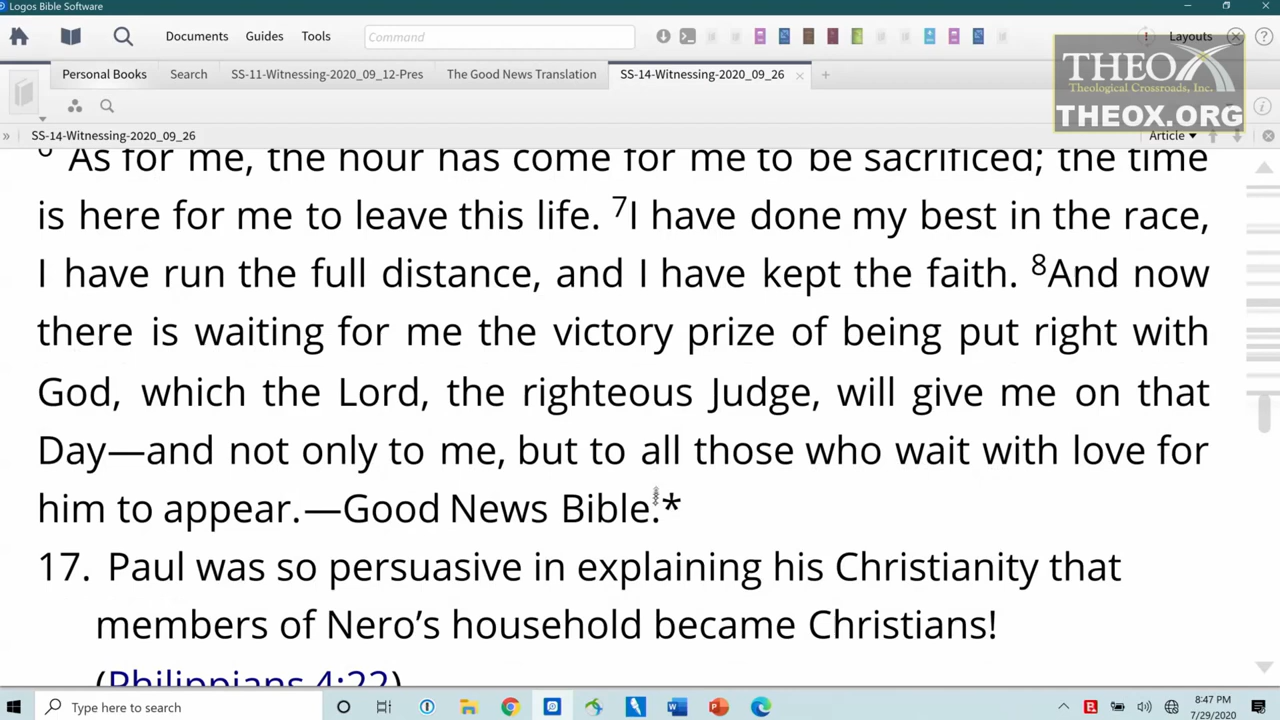 Logos Bible Software
Documents Guides Tools Command Layouts
Personal Books Search SS-11-Witnessing-2020_09_12-Pres The Good News Translation SS-14-Witnessing-2020_09_26
THEOX
Theological Crossroads, Inc.
THEOX.ORG
SS-14-Witnessing-2020_09_26 Article
6 As for me, the hour has come for me to be sacrificed; the time
is here for me to leave this life. 7I have done my best in the race,
I have run the full distance, and I have kept the faith. 8And now
there is waiting for me the victory prize of being put right with
God, which the Lord, the righteous Judge, will give me on that
Day—and not only to me, but to all those who wait with love for
him to appear.—Good News Bible.*
17. Paul was so persuasive in explaining his Christianity that
members of Nero’s household became Christians!
(Philippians 4:22)
Type here to search
8:47 PM
7/29/2020